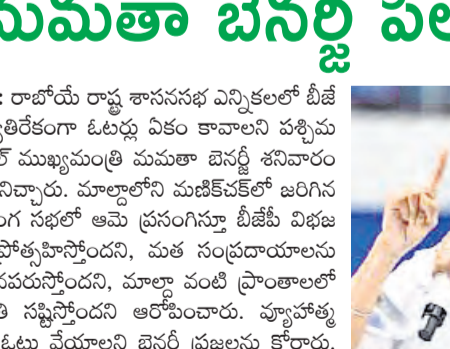 మమతా బెనర్జీ పిల
: రాబోయే రాష్ట్ర శాసనసభ ఎన్నికలలో బీజే
తిరేకంగా ఓటర్లు ఏకం కావాలని పశ్చిమ
ముఖ్యమంత్రి మమతా బెనర్జీ శనివారం
నిచ్చారు. మాల్దాలోని మణిక్‌చక్‌లో జరిగిన
ంగ సభలో ఆమె ప్రసంగిస్తూ బీజేపీ విభజ
ప్రోత్సహిస్తోందని, మత సంప్రదాయాలను
నపరుస్తోందని, మాల్దా వంటి ప్రాంతాలలో
తి సృష్టిస్తోందని ఆరోపించారు. వ్యూహాత్మ
ఓటు వేయాలని బెనర్జీ ప్రజలను కోరారు.